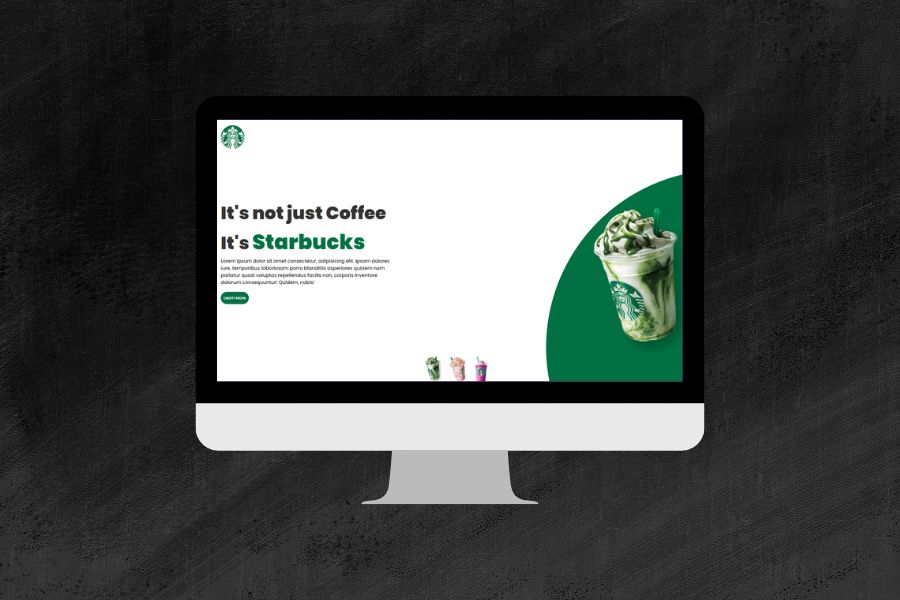 It's not just Coffee
It's Starbucks
Lorem ipsum dolor sit amet consectetur, adipisicing elit. Ipsam dolores
iure, temporibus laboriosam porro blanditiis asperiores quidem nam
pariatur quasi voluptas repellendus facilis non, corporis inventore
dolorum consequuntur! Quidem, nobis!
Learn More